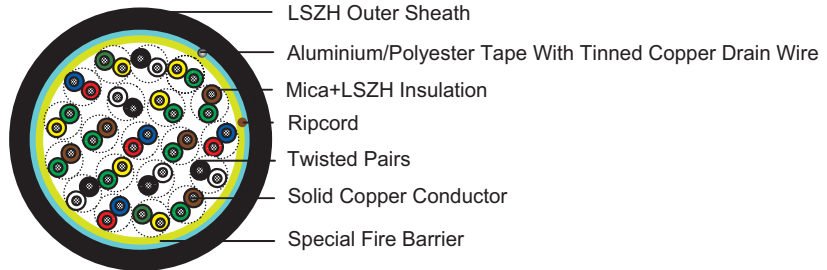 LSZH Outer Sheath
Aluminium/Polyester Tape With Tinned Copper Drain Wire
Mica+LSZH Insulation
Ripcord
Twisted Pairs
Solid Copper Conductor
Special Fire Barrier